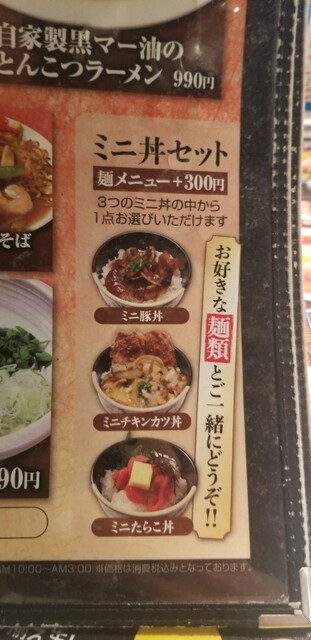 自家製黒マー油の
とんこつラーメン 990円
ミニ丼セット
麺メニュー+300円
3つのミニ丼の中から
1点お選びいただけます
お好きな麺類とご一緒にどうぞ!!
そば
ミニ豚丼
ミニチキンカツ丼
90円
ミニたらこ丼
AM10:00~AM3:00 ※価格は消費税込みとなっております。